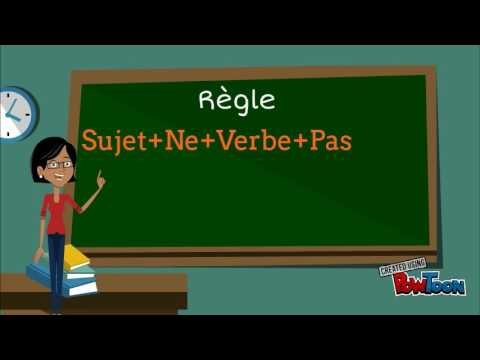 Règle
Sujet+Ne+Verbe+Pas
CREATED USING
POWTOON